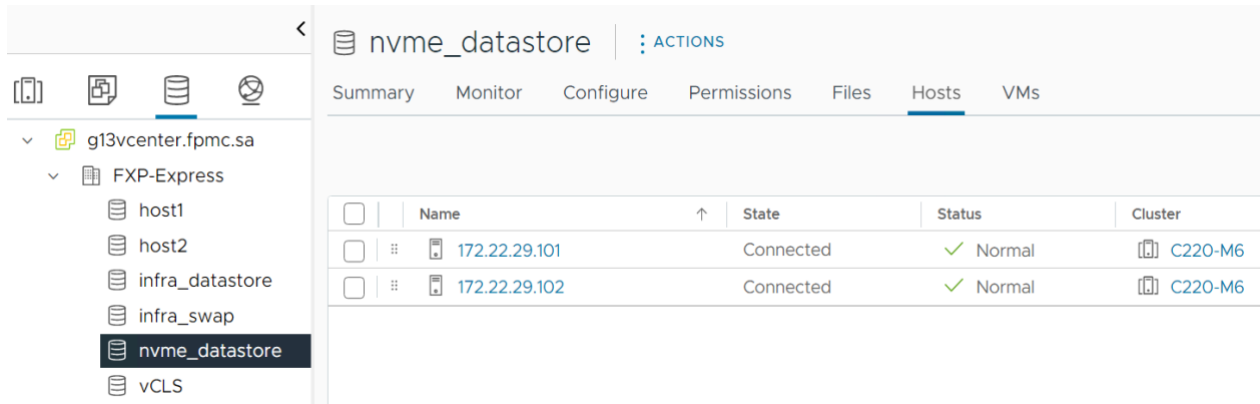 nvme_datastore ACTIONS
Summary Monitor Configure Permissions Files Hosts VMs
g13vcenter.fpmc.sa
FXP-Express
host1
host2
infra_datastore
infra_swap
nvme_datastore
vCLS
Name State Status Cluster
172.22.29.101 Connected Normal C220-M6
172.22.29.102 Connected Normal C220-M6